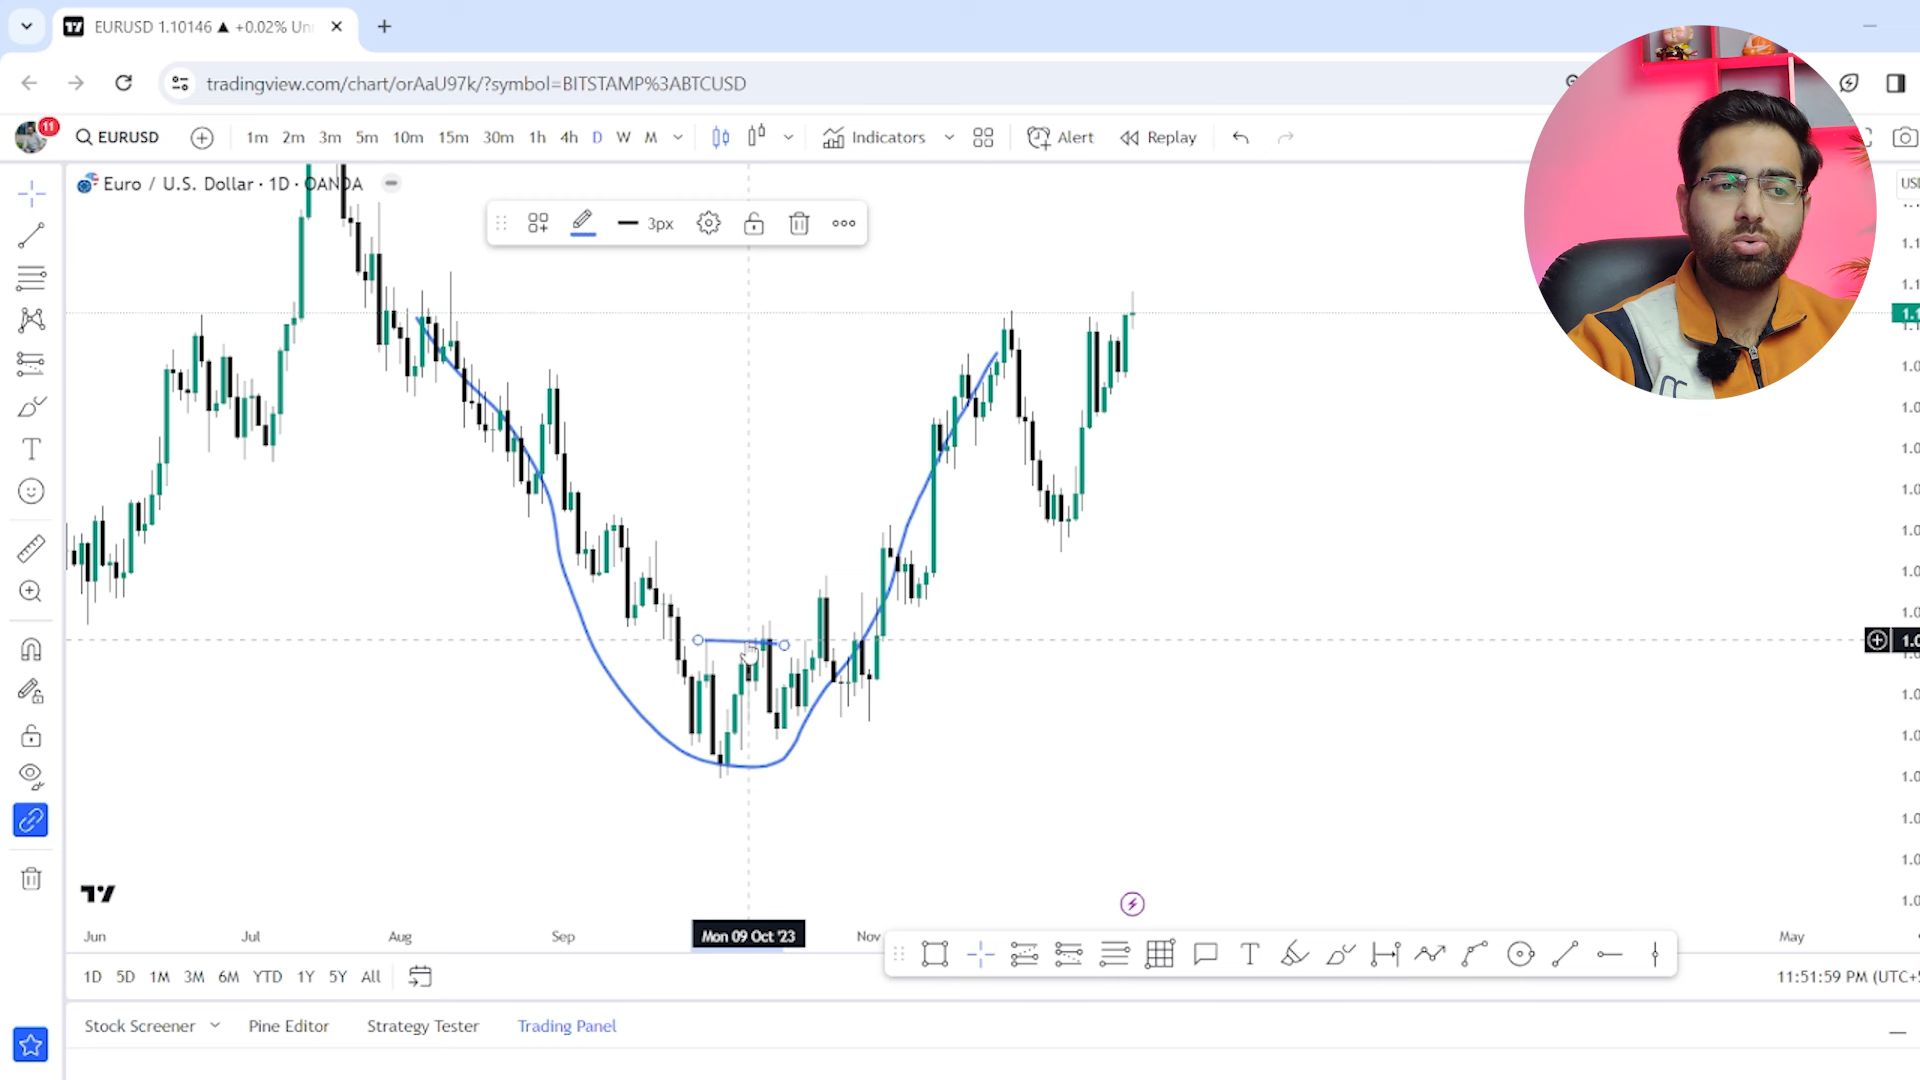 EURUSD 1.10146 ▲ +0.02% Un
tradingview.com/chart/orAaU97k/?symbol=BITSTAMP%3ABTCUSD
11
EURUSD
1m 2m 3m 5m 10m 15m 30m 1h 4h D W M
Indicators
Alert
Replay
Euro / U.S. Dollar · 1D · OANDA
3px
Jun Jul Aug Sep Mon 09 Oct '23 Nov May
1D 5D 1M 3M 6M YTD 1Y 5Y All
11:51:59 PM (UTC+
Stock Screener Pine Editor Strategy Tester Trading Panel